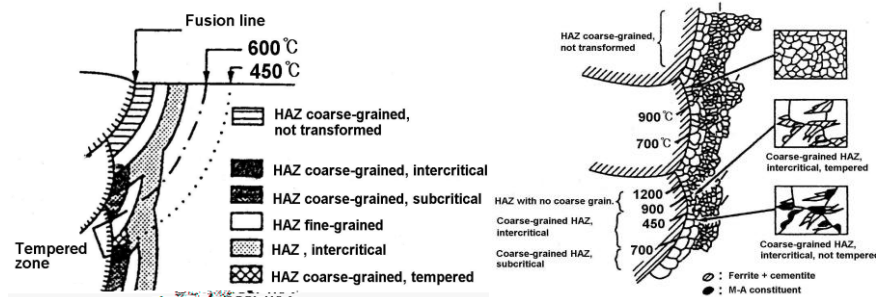 Fusion line
600℃
450℃
HAZ coarse-grained,
not transformed
HAZ coarse-grained, intercritical
HAZ coarse-grained, subcritical
HAZ fine-grained
HAZ , intercritical
HAZ coarse-grained, tempered
Tempered
zone
HAZ coarse-grained,
not transformed
900℃
700℃
HAZ with no coarse grain.
Coarse-grained HAZ,
intercritical
Coarse-grained HAZ,
subcritical
1200
900
450
700
Coarse-grained HAZ,
intercritical, tempered
Coarse-grained HAZ,
intercritical, not tempered
: Ferrite + cementite
: M-A constituent